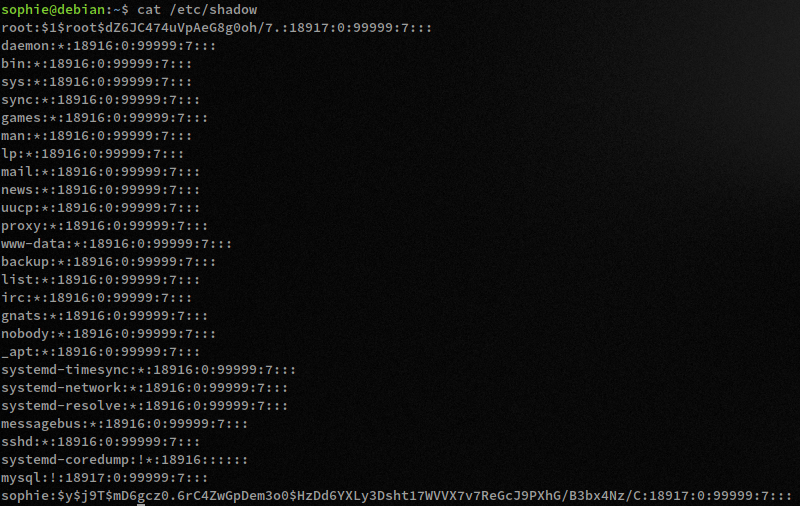 sophie@debian:~$ cat /etc/shadow
root:$1$root$dZ6JC474uVpAeG8g0oh/7.:18917:0:99999:7:::
daemon:*:18916:0:99999:7:::
bin:*:18916:0:99999:7:::
sys:*:18916:0:99999:7:::
sync:*:18916:0:99999:7:::
games:*:18916:0:99999:7:::
man:*:18916:0:99999:7:::
lp:*:18916:0:99999:7:::
mail:*:18916:0:99999:7:::
news:*:18916:0:99999:7:::
uucp:*:18916:0:99999:7:::
proxy:*:18916:0:99999:7:::
www-data:*:18916:0:99999:7:::
backup:*:18916:0:99999:7:::
list:*:18916:0:99999:7:::
irc:*:18916:0:99999:7:::
gnats:*:18916:0:99999:7:::
nobody:*:18916:0:99999:7:::
_apt:*:18916:0:99999:7:::
systemd-timesync:*:18916:0:99999:7:::
systemd-network:*:18916:0:99999:7:::
systemd-resolve:*:18916:0:99999:7:::
messagebus:*:18916:0:99999:7:::
sshd:*:18916:0:99999:7:::
systemd-coredump:!*:18916::::::
mysql:!:18917:0:99999:7:::
sophie:$y$j9T$mD6gcz0.6rC4ZwGpDem3o0$HzDd6YXLy3Dsht17WVVX7v7ReGcJ9PXhG/B3bx4Nz/C:18917:0:99999:7:::